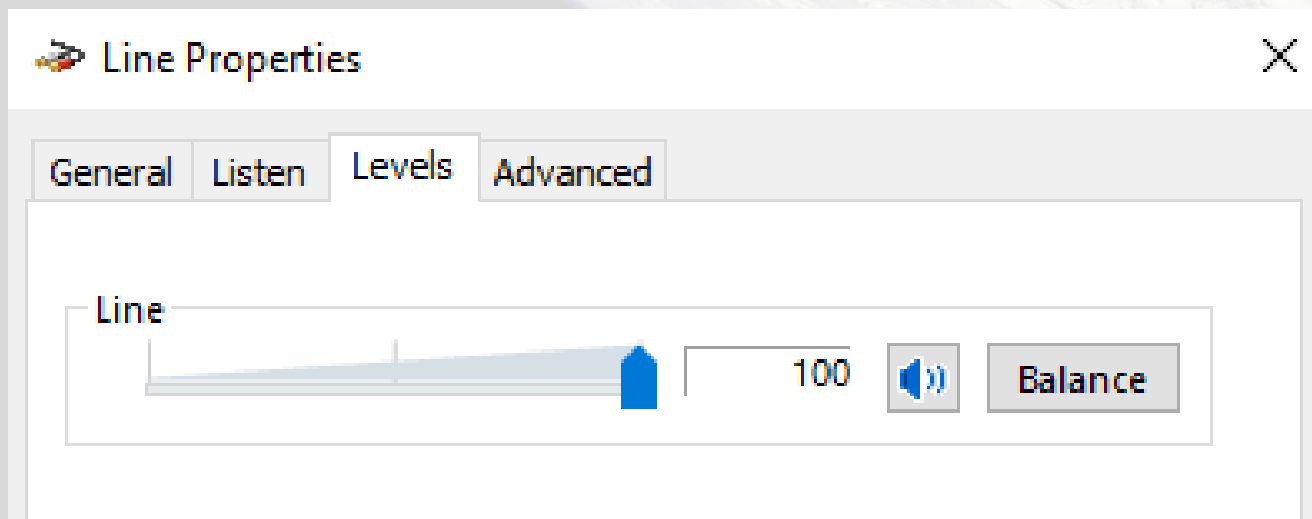 Line Properties
General Listen Levels Advanced
Line
100 Balance